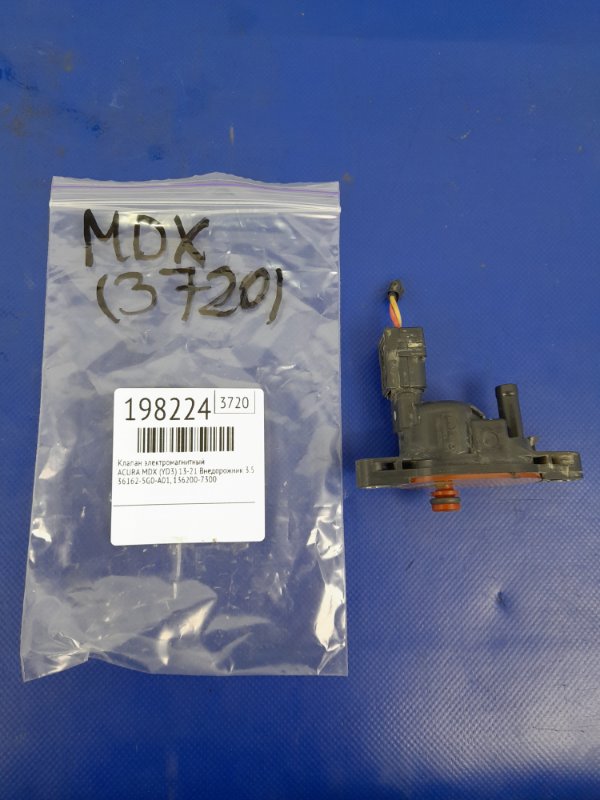 MDX
(3720)
198224 3720
Клапан электромагнитный
ACURA MDX (YD3) 13-21 Внедорожник 3.5
36162-5G0-A01, 136200-7300